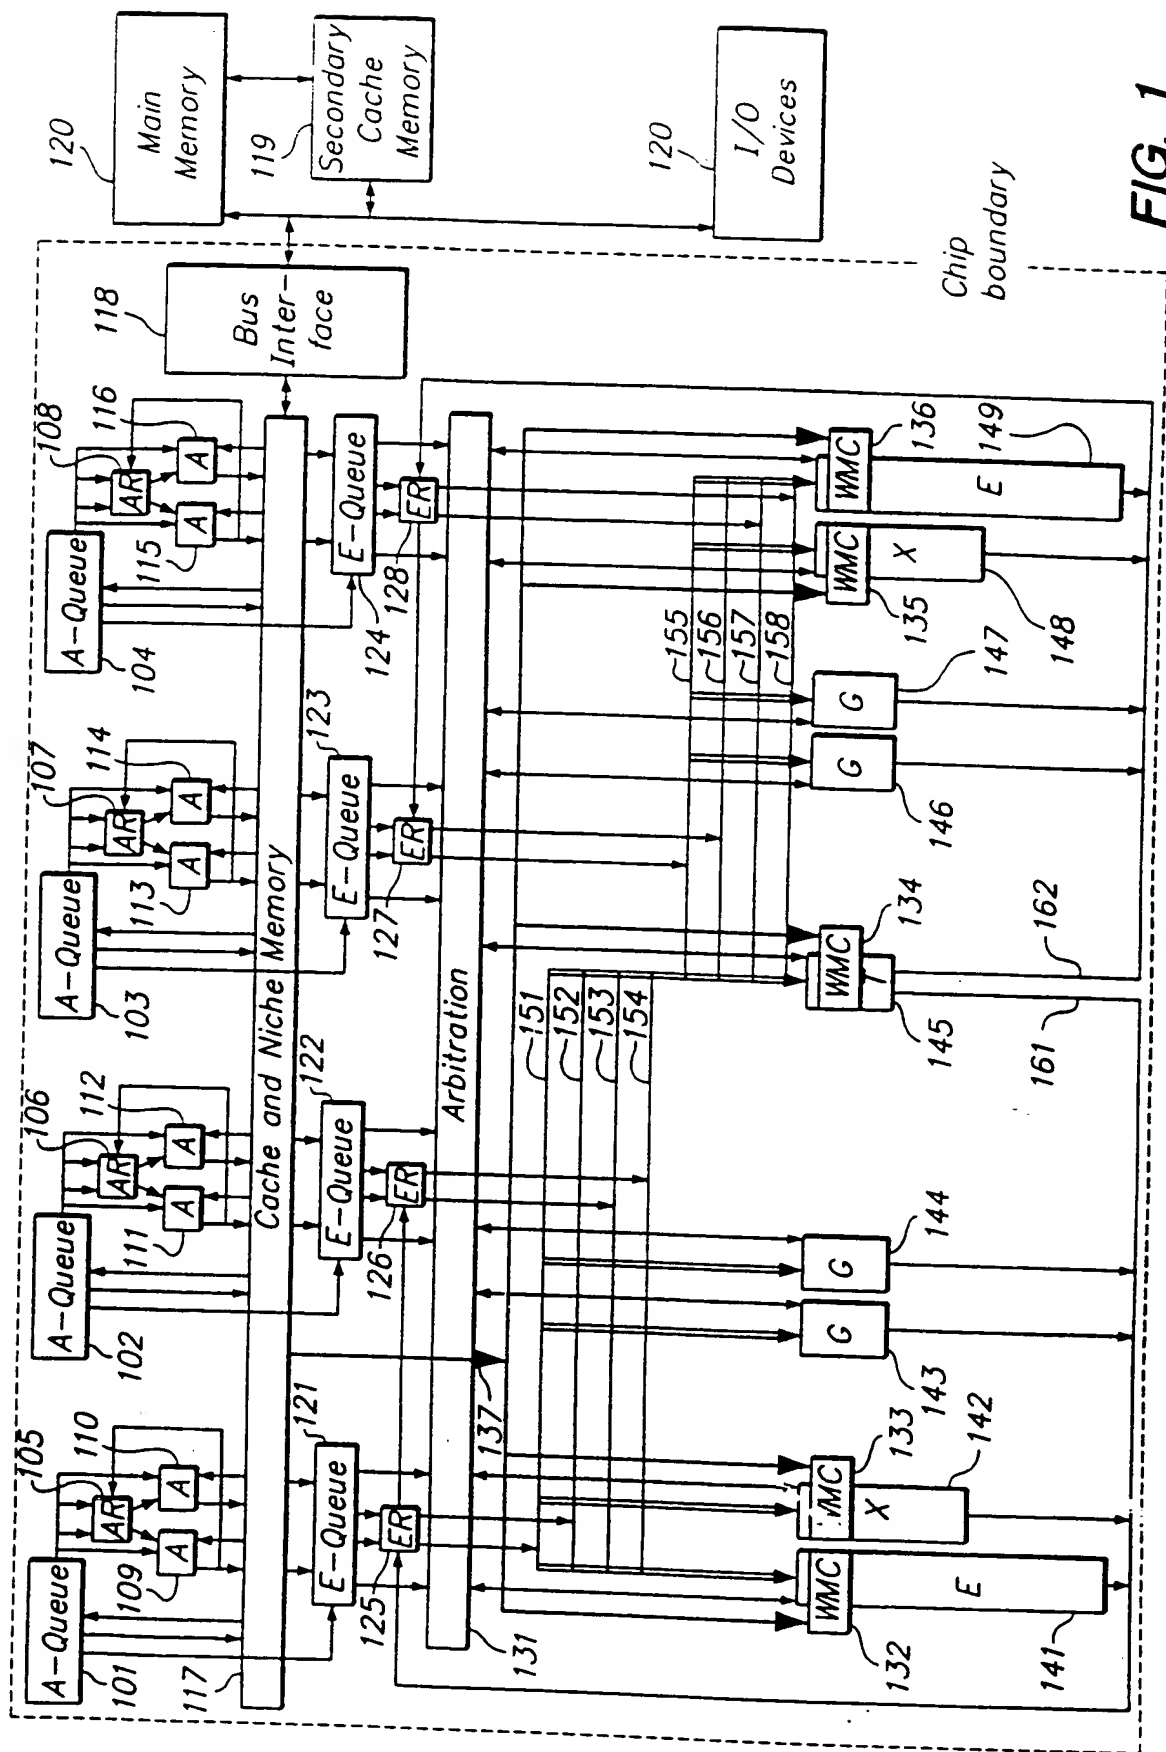 120
Main
Memory
119
Secondary
Cache
Memory
120
I/O
Devices
FIG. 1
Chip
boundary
118
Bus
Inter-
face
A-Queue
101
105
AR
109
A
110
A
A-Queue
102
106
AR
111
A
112
A
A-Queue
103
107
AR
113
A
114
A
A-Queue
104
108
AR
115
A
116
A
117
Cache and Niche Memory
121
E-Queue
125
ER
122
E-Queue
126
ER
123
E-Queue
127
ER
124
E-Queue
128
ER
131
Arbitration
137
151
152
153
154
155
156
157
158
WMC
132
E
141
WMC
133
X
142
G
143
G
144
WMC
134
T
145
161
162
G
146
G
147
WMC
135
X
148
WMC
136
E
149